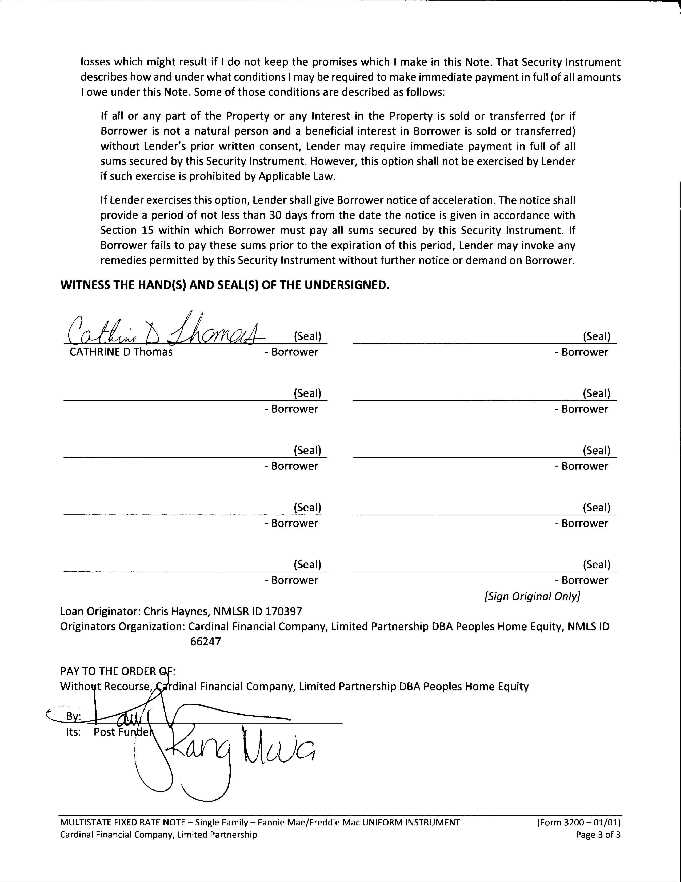 losses which might result if I do not keep the promises which I make in this Note. That Security Instrument
describes how and under what conditions I may be required to make immediate payment in full of all amounts
I owe under this Note. Some of those conditions are described as follows:
If all or any part of the Property or any Interest in the Property is sold or transferred (or if
Borrower is not a natural person and a beneficial interest in Borrower is sold or transferred)
without Lender's prior written consent, Lender may require immediate payment in full of all
sums secured by this Security Instrument. However, this option shall not be exercised by Lender
if such exercise is prohibited by Applicable Law.
If Lender exercises this option, Lender shall give Borrower notice of acceleration. The notice shall
provide a period of not less than 30 days from the date the notice is given in accordance with
Section 15 within which Borrower must pay all sums secured by this Security Instrument. If
Borrower fails to pay these sums prior to the expiration of this period, Lender may invoke any
remedies permitted by this Security Instrument without further notice or demand on Borrower.
WITNESS THE HAND(S) AND SEAL(S) OF THE UNDERSIGNED.
Cathrine D Thomas (Seal) (Seal)
CATHRINE D Thomas - Borrower - Borrower
(Seal) (Seal)
- Borrower - Borrower
(Seal) (Seal)
- Borrower - Borrower
(Seal) (Seal)
- Borrower - Borrower
(Seal) (Seal)
- Borrower - Borrower
[Sign Original Only]
Loan Originator: Chris Haynes, NMLSR ID 170397
Originators Organization: Cardinal Financial Company, Limited Partnership DBA Peoples Home Equity, NMLS ID
66247
PAY TO THE ORDER OF:
Without Recourse, Cardinal Financial Company, Limited Partnership DBA Peoples Home Equity
By:
Its: Post Funder
MULTISTATE FIXED RATE NOTE – Single Family – Fannie Mae/Freddie Mac UNIFORM INSTRUMENT (Form 3200 – 01/01)
Cardinal Financial Company, Limited Partnership Page 3 of 3